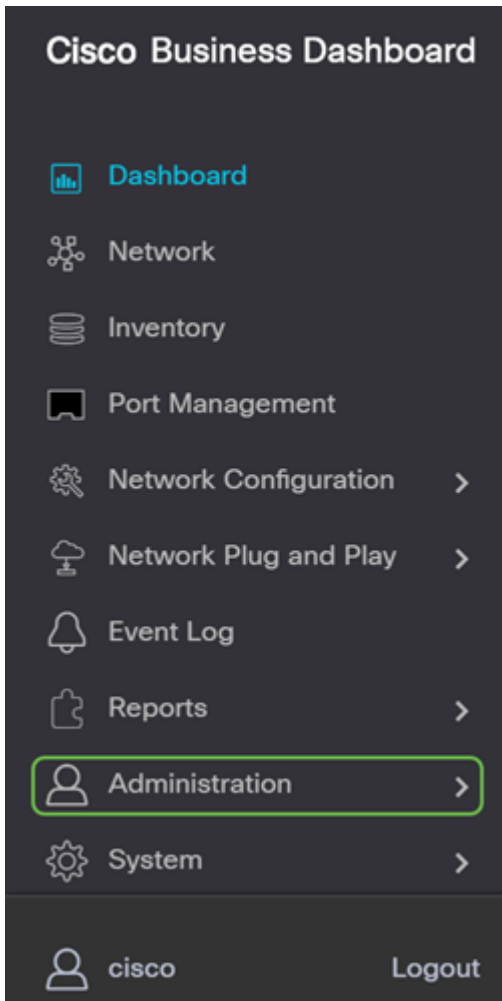 Cisco Business Dashboard
Dashboard
Network
Inventory
Port Management
Network Configuration
Network Plug and Play
Event Log
Reports
Administration
System
cisco Logout